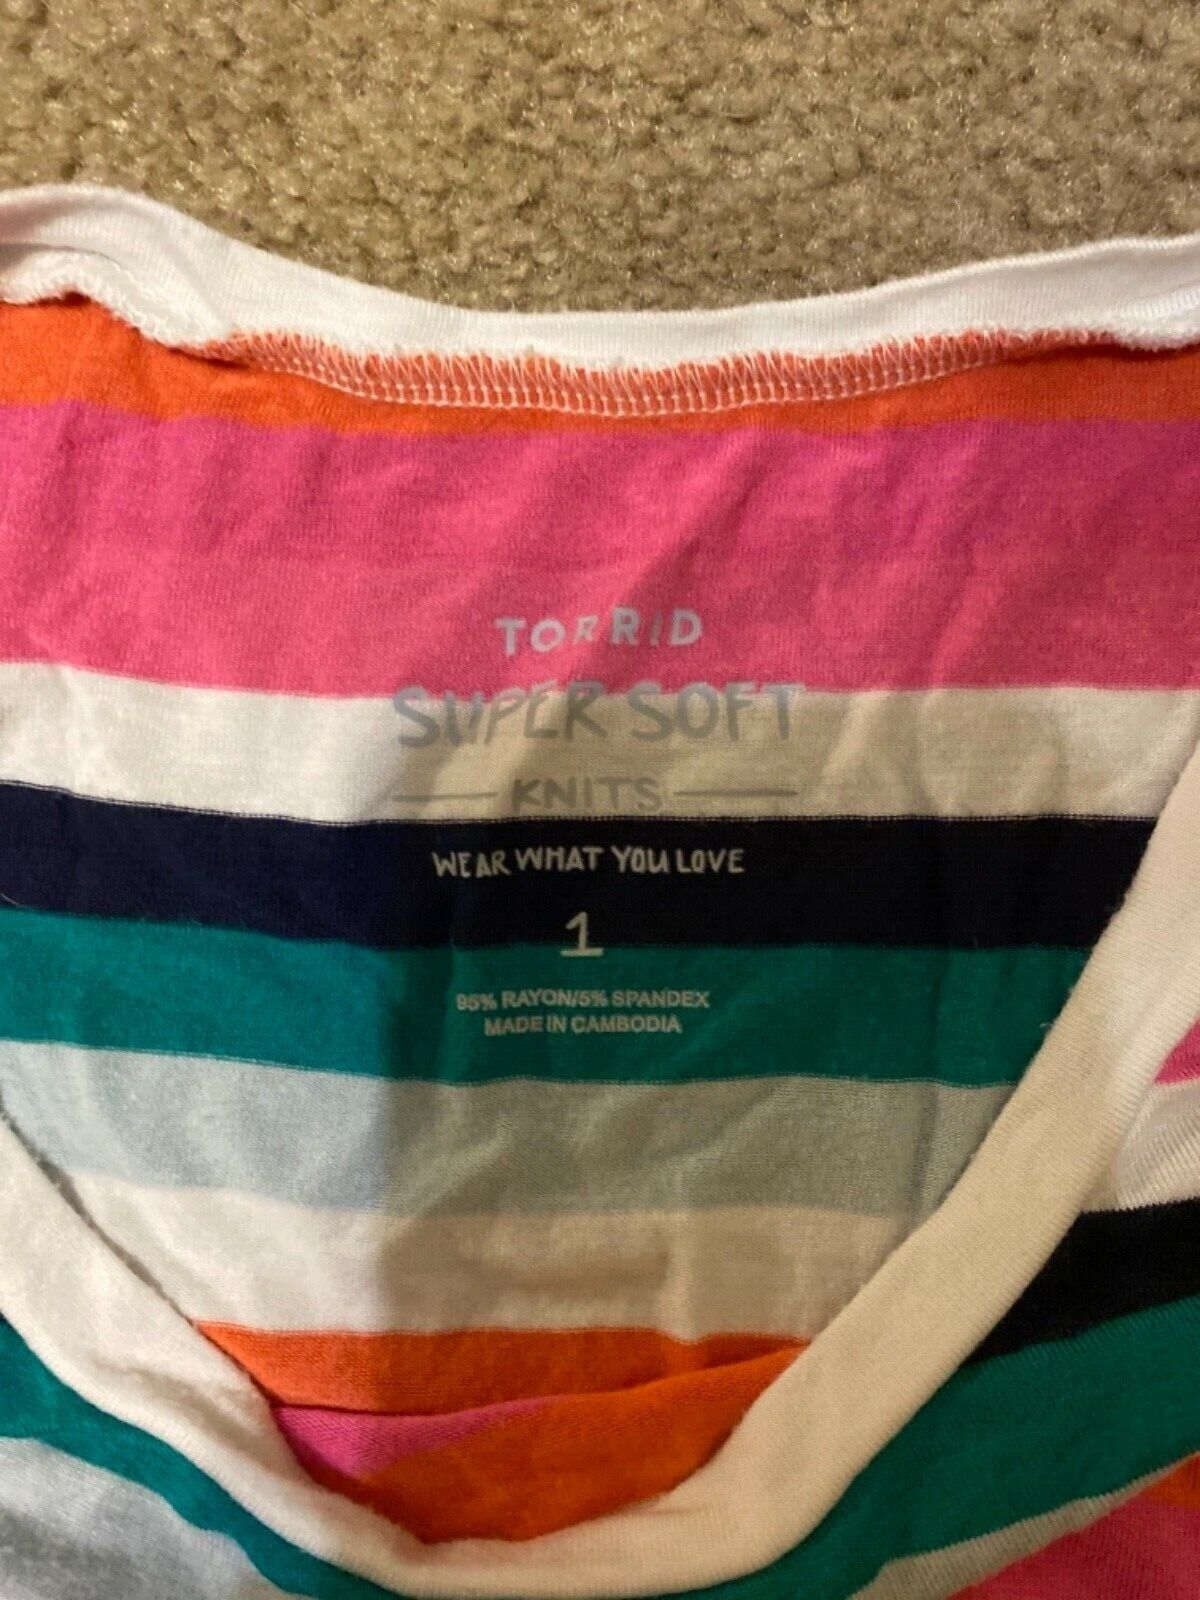 TORRID
SUPER SOFT
KNITS
WEAR WHAT YOU LOVE
1
95% RAYON/5% SPANDEX
MADE IN CAMBODIA